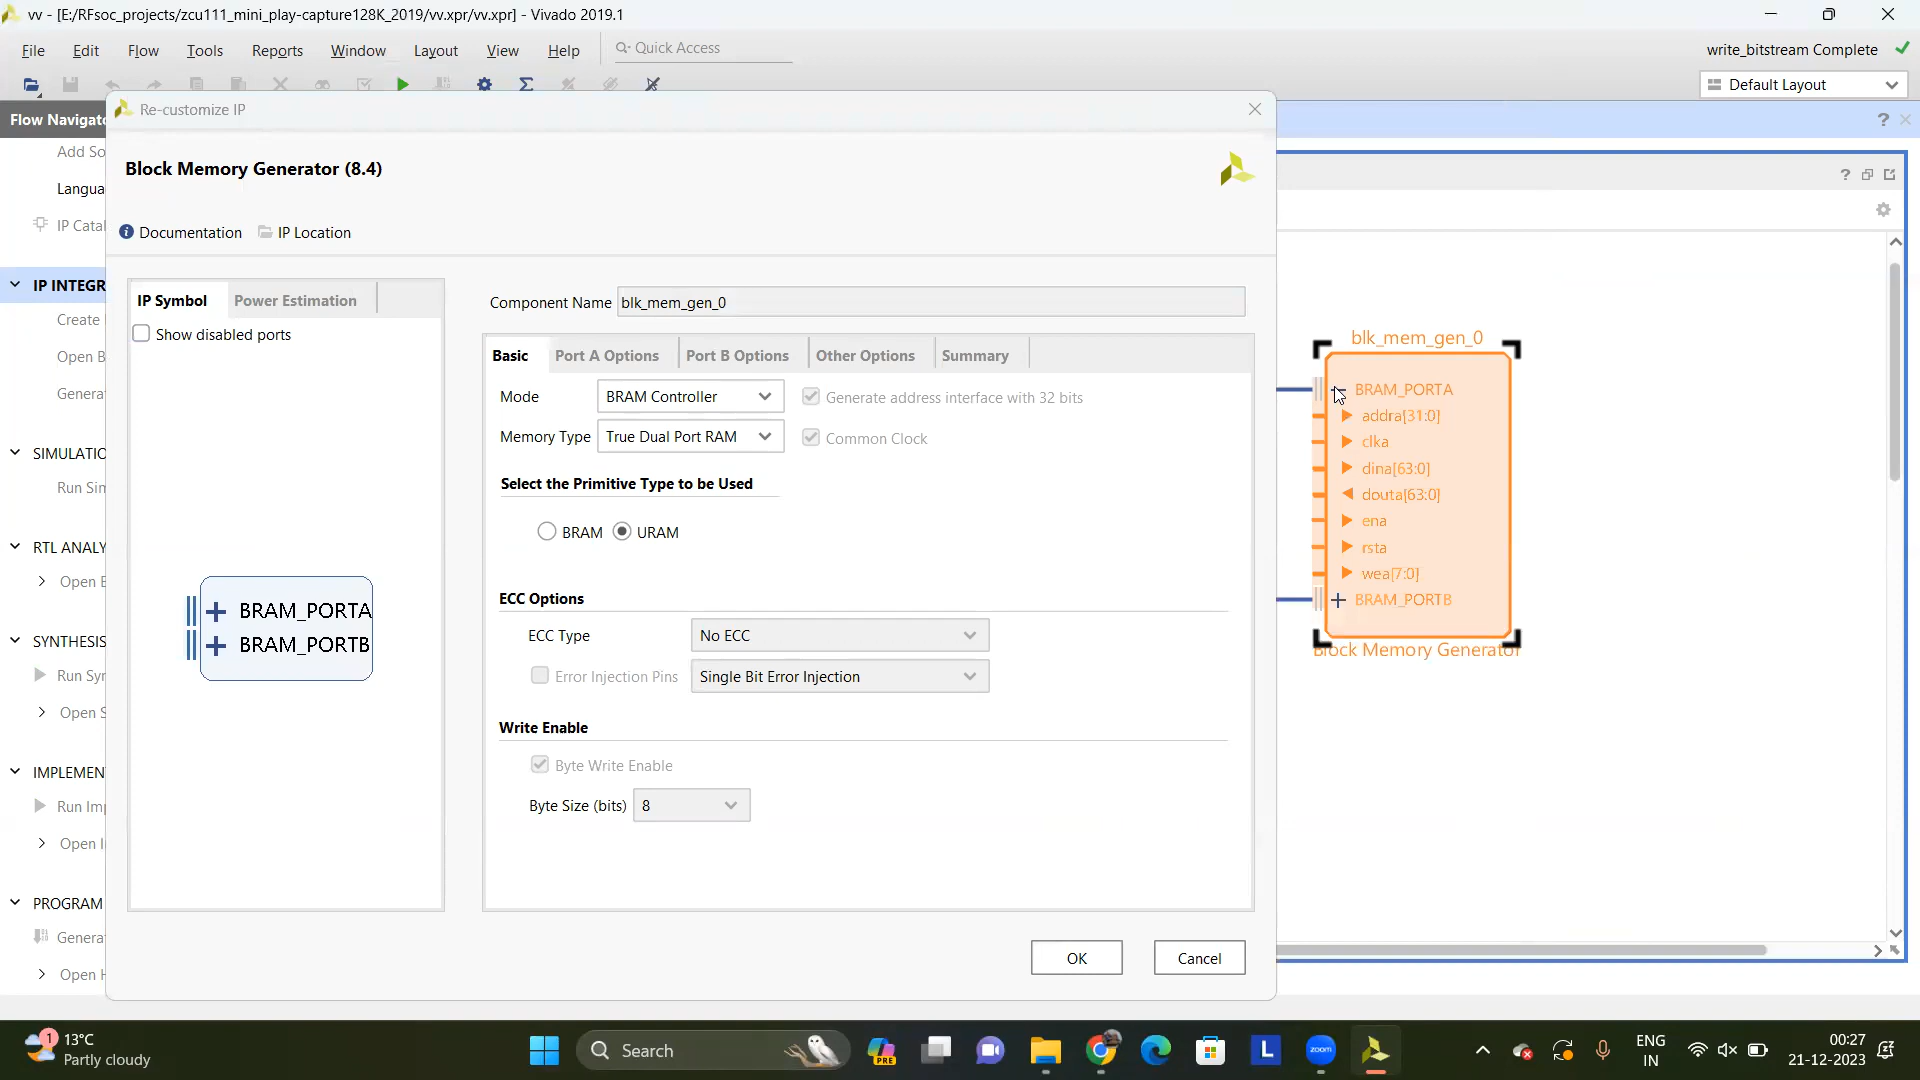 vv - [E:/RFsoc_projects/zcu111_mini_play-capture128K_2019/vv.xpr/vv.xpr] - Vivado 2019.1
File Edit Flow Tools Reports Window Layout View Help Quick Access
write_bitstream Complete
Default Layout
Flow Navigato
Re-customize IP
Add So
Block Memory Generator (8.4)
Langua
IP Catal
Documentation IP Location
IP INTEGR
IP Symbol Power Estimation
Component Name blk_mem_gen_0
Create
Show disabled ports
Open B
Basic Port A Options Port B Options Other Options Summary
Genera
Mode BRAM Controller Generate address interface with 32 bits
Memory Type True Dual Port RAM Common Clock
SIMULATIO
Select the Primitive Type to be Used
Run Sim
BRAM URAM
RTL ANALY
Open E
ECC Options
BRAM_PORTA
BRAM_PORTB
ECC Type No ECC
Error Injection Pins Single Bit Error Injection
SYNTHESIS
Run Syr
Open S
Write Enable
Byte Write Enable
IMPLEMEN
Run Imp
Byte Size (bits) 8
Open I
PROGRAM
Genera
Open H
OK Cancel
blk_mem_gen_0
BRAM_PORTA
addra[31:0]
clka
dina[63:0]
douta[63:0]
ena
rsta
wea[7:0]
BRAM_PORTB
Block Memory Generator
1
13°C
Partly cloudy
Search
PRE
L
zoom
ENG
IN
00:27
21-12-2023